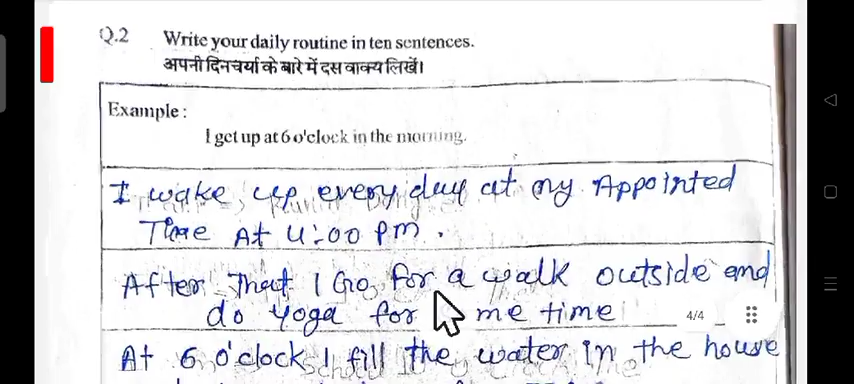 Q.2 Write your daily routine in ten sentences.
अपनी दिनचर्या के बारे में दस वाक्य लिखें।
Example :
I get up at 6 o'clock in the morning.
I wake up every day at my Appointed
Time At 4:00 Pm.
After That I Go for a walk outside and
do yoga for me time
4/4
At 6 o'clock I fill the water in the house